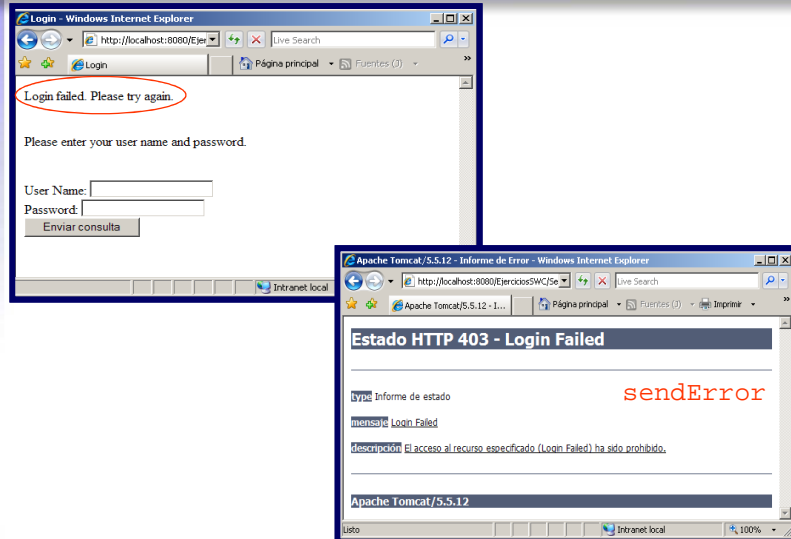 Login - Windows Internet Explorer
http://localhost:8080/Ejer
Live Search
Login
Página principal
Fuentes (J)
»
Login failed. Please try again.
Please enter your user name and password.
User Name:
Password:
Enviar consulta
Intranet local
Apache Tomcat/5.5.12 - Informe de Error - Windows Internet Explorer
http://localhost:8080/EjerciciosSWC/Se
Live Search
Apache Tomcat/5.5.12 - I...
Página principal
Fuentes (J)
Imprimir
»
Estado HTTP 403 - Login Failed
sendError
type Informe de estado
mensaje Login Failed
descripción El acceso al recurso especificado (Login Failed) ha sido prohibido.
Apache Tomcat/5.5.12
Listo
Intranet local
100%